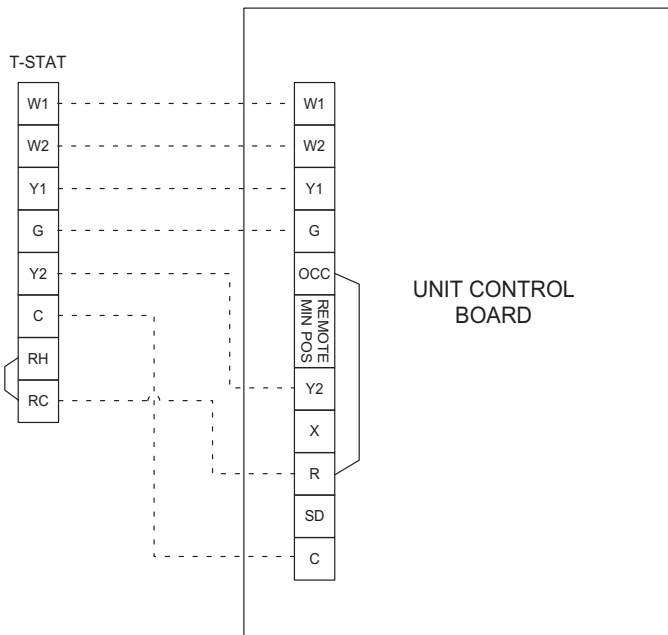 T-STAT
W1
W2
Y1
G
Y2
C
RH
RC
W1
W2
Y1
G
OCC
REMOTE
MIN POS
Y2
X
R
SD
C
UNIT CONTROL
BOARD